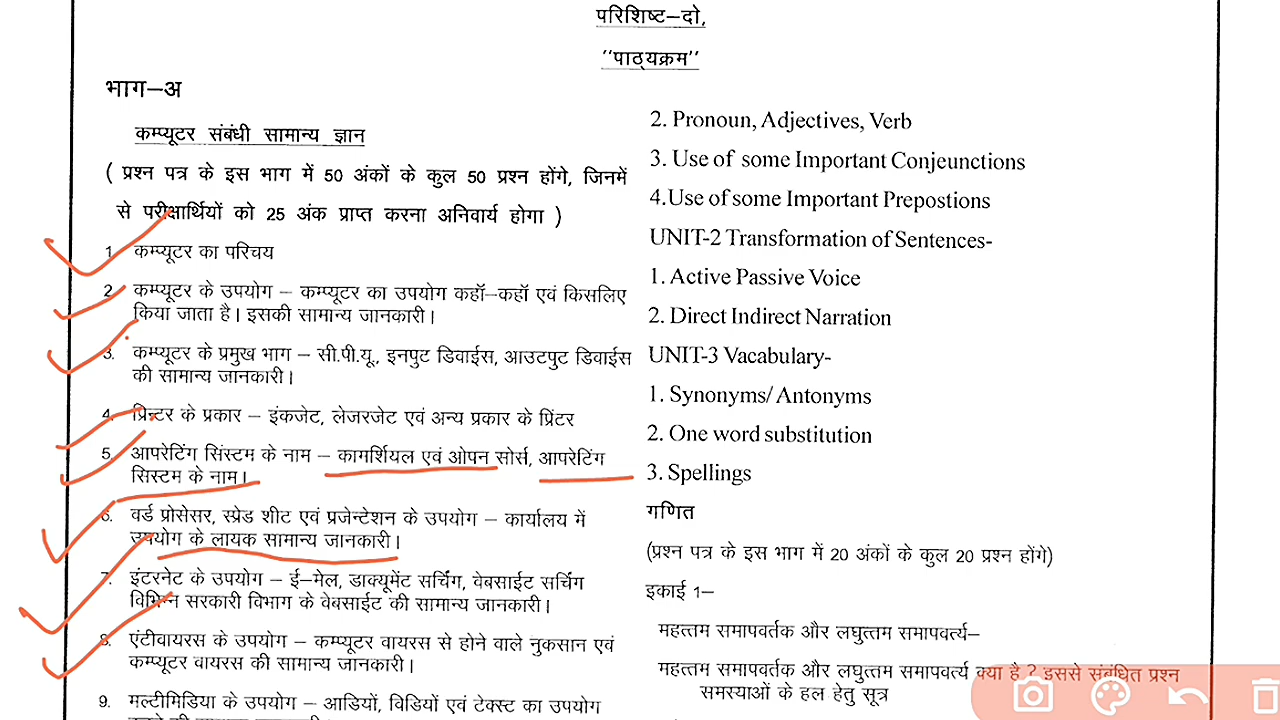 परिशिष्ट–दो,
"पाठ्यक्रम"
भाग–अ
कम्प्यूटर संबंधी सामान्य ज्ञान
( प्रश्न पत्र के इस भाग में 50 अंकों के कुल 50 प्रश्न होंगे, जिनमें
से परीक्षार्थियों को 25 अंक प्राप्त करना अनिवार्य होगा )
1. कम्प्यूटर का परिचय
2. कम्प्यूटर के उपयोग – कम्प्यूटर का उपयोग कहॉ–कहॉ एवं किसलिए
किया जाता है। इसकी सामान्य जानकारी।
3. कम्प्यूटर के प्रमुख भाग – सी.पी.यू., इनपुट डिवाईस, आउटपुट डिवाईस
की सामान्य जानकारी।
4. प्रिन्टर के प्रकार – इंकजेट, लेजरजेट एवं अन्य प्रकार के प्रिंटर
5. आपरेटिंग सिंस्टम के नाम – कामर्शियल एवं ओपन सोर्स, आपरेटिंग
सिस्टम के नाम।
6. वर्ड प्रोसेसर, स्प्रेड शीट एवं प्रजेन्टेशन के उपयोग – कार्यालय में
उपयोग के लायक सामान्य जानकारी।
7. इंटरनेट के उपयोग – ई–मेल, डाक्यूमेंट सर्चिंग, वेबसाईट सर्चिंग
विभिन्न सरकारी विभाग के वेबसाईट की सामान्य जानकारी।
8. एंटीवायरस के उपयोग – कम्प्यूटर वायरस से होने वाले नुकसान एवं
कम्प्यूटर वायरस की सामान्य जानकारी।
9. मल्टीमिडिया के उपयोग – आडियों, विडियों एवं टेक्स्ट का उपयोग
2. Pronoun, Adjectives, Verb
3. Use of some Important Conjeunctions
4.Use of some Important Prepostions
UNIT-2 Transformation of Sentences-
1. Active Passive Voice
2. Direct Indirect Narration
UNIT-3 Vacabulary-
1. Synonyms/ Antonyms
2. One word substitution
3. Spellings
गणित
(प्रश्न पत्र के इस भाग में 20 अंकों के कुल 20 प्रश्न होंगे)
इकाई 1–
महत्तम समापवर्तक और लघुत्तम समापवर्त्य–
महत्तम समापवर्तक और लघुत्तम समापवर्त्य क्या है ? इससे संबंधित प्रश्न
समस्याओं के हल हेतु सूत्र